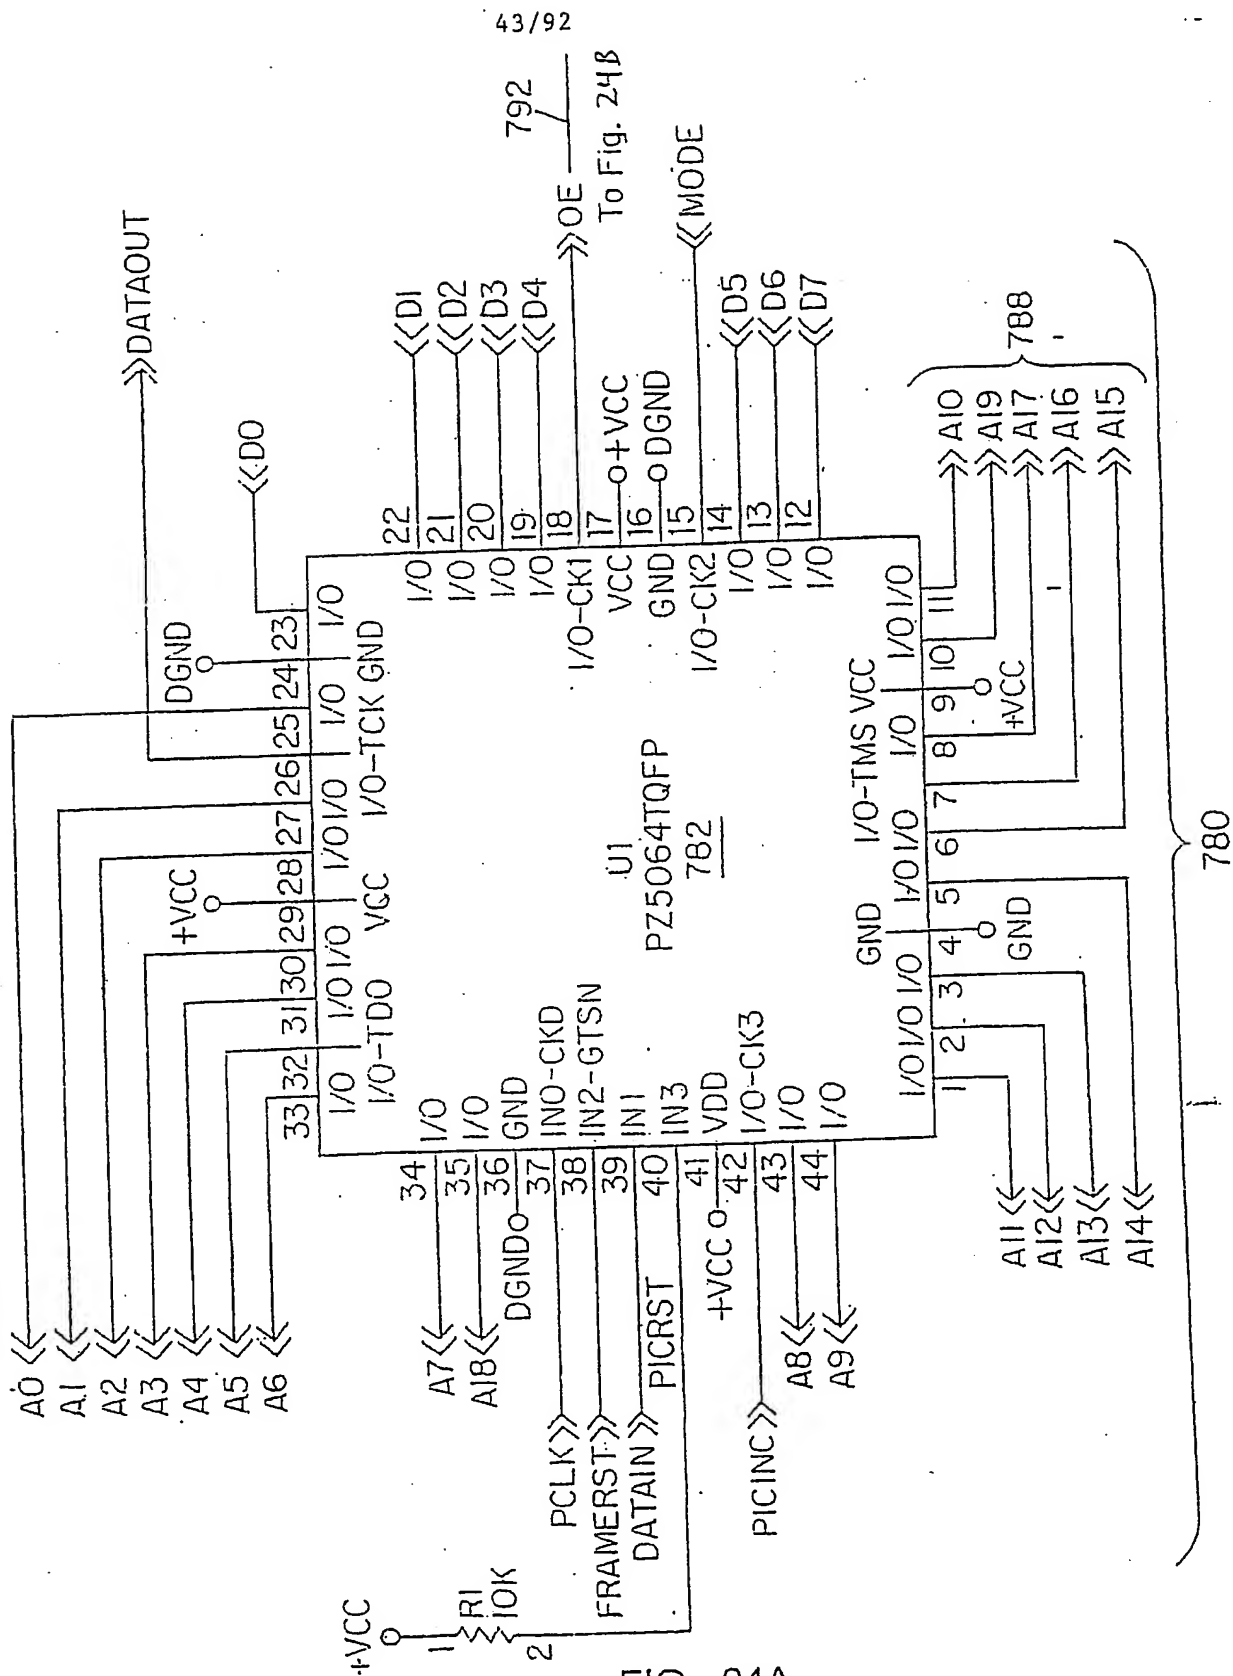 43/92
792
OE
To Fig. 24B
MODE
DATAOUT
D0
D1
D2
D3
D4
+VCC
DGND
D5
D6
D7
788
A10
A19
A17
A16
A15
22
21
20
19
18
17
16
15
14
13
12
I/O
I/O
I/O
I/O
I/O-CK1
VCC
GND
I/O-CK2
I/O
I/O
I/O
DGND
+VCC
23
24
25
26
27
28
29
30
31
32
33
I/O
GND
I/O
I/O-TCK
I/O
I/O
VCC
I/O
I/O
I/O-TDO
I/O
U1
PZ5064TQFP
782
I/O
I/O
VCC
I/O-TMS
I/O
I/O
I/O
GND
I/O
I/O
I/O
11
10
9
8
7
6
5
4
3
2
1
+VCC
GND
780
I/O
I/O
GND
IN0-CKD
IN2-GTSN
IN1
IN3
VDD
I/O-CK3
I/O
I/O
34
35
36
37
38
39
40
41
42
43
44
A0
A1
A2
A3
A4
A5
A6
A7
A18
DGND
PCLK
FRAMERST
DATAIN
PICRST
+VCC
PICINC
A8
A9
A11
A12
A13
A14
+VCC
1
R1
10K
2